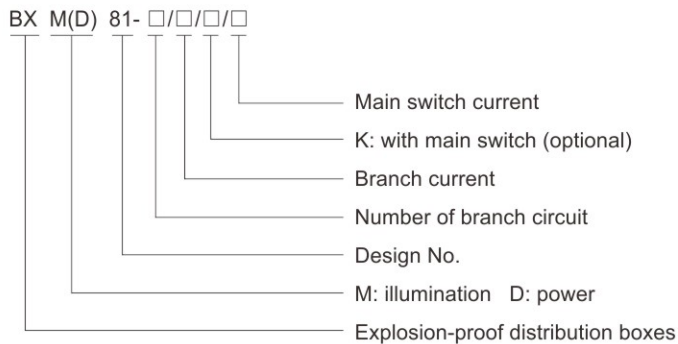 BX M(D) 81-□/□/□/□
Main switch current
K: with main switch (optional)
Branch current
Number of branch circuit
Design No.
M: illumination D: power
Explosion-proof distribution boxes